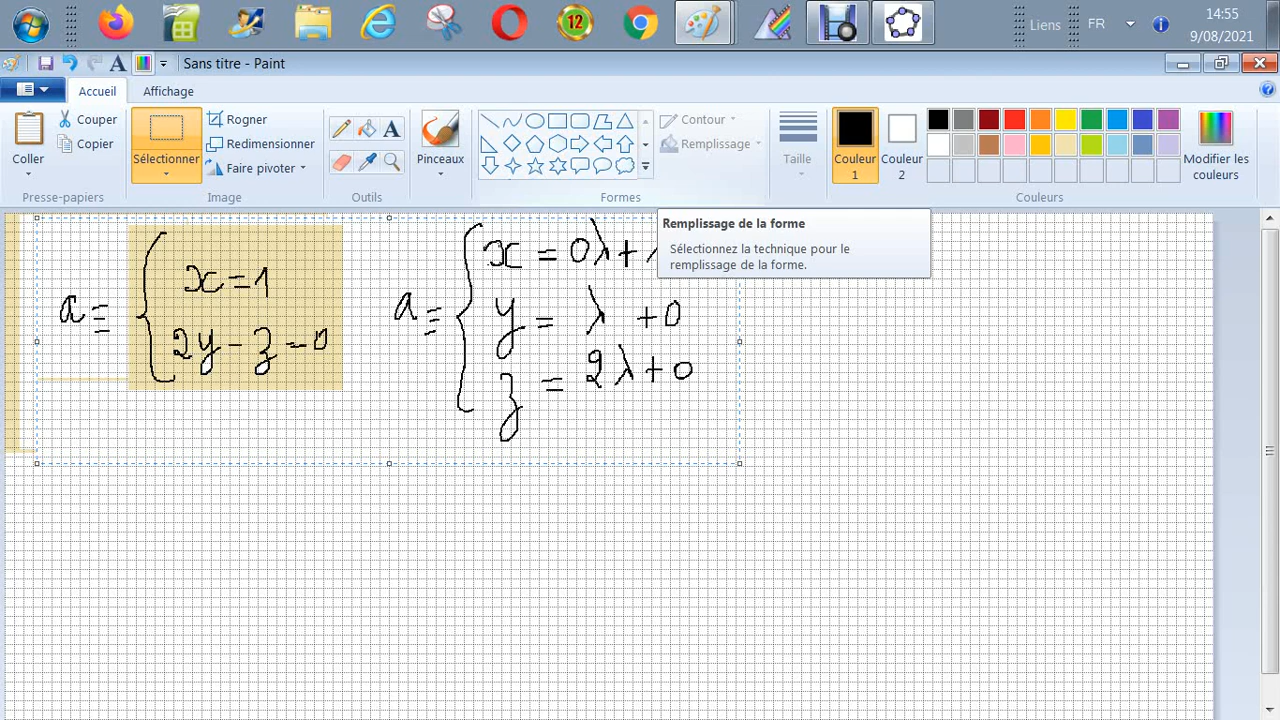 12
Liens
FR
14:55
9/08/2021
A
Sans titre - Paint
Accueil
Affichage
Coller
Couper
Copier
Presse-papiers
Sélectionner
Rogner
Redimensionner
Faire pivoter
Image
A
Outils
Pinceaux
Contour
Remplissage
Formes
Taille
Couleur
1
Couleur
2
Modifier les
couleurs
Couleurs
Remplissage de la forme
Sélectionnez la technique pour le
remplissage de la forme.
a ≡ { x = 1
2y - z = 0
a ≡ { x = 0λ +
y = λ + 0
z = 2λ + 0